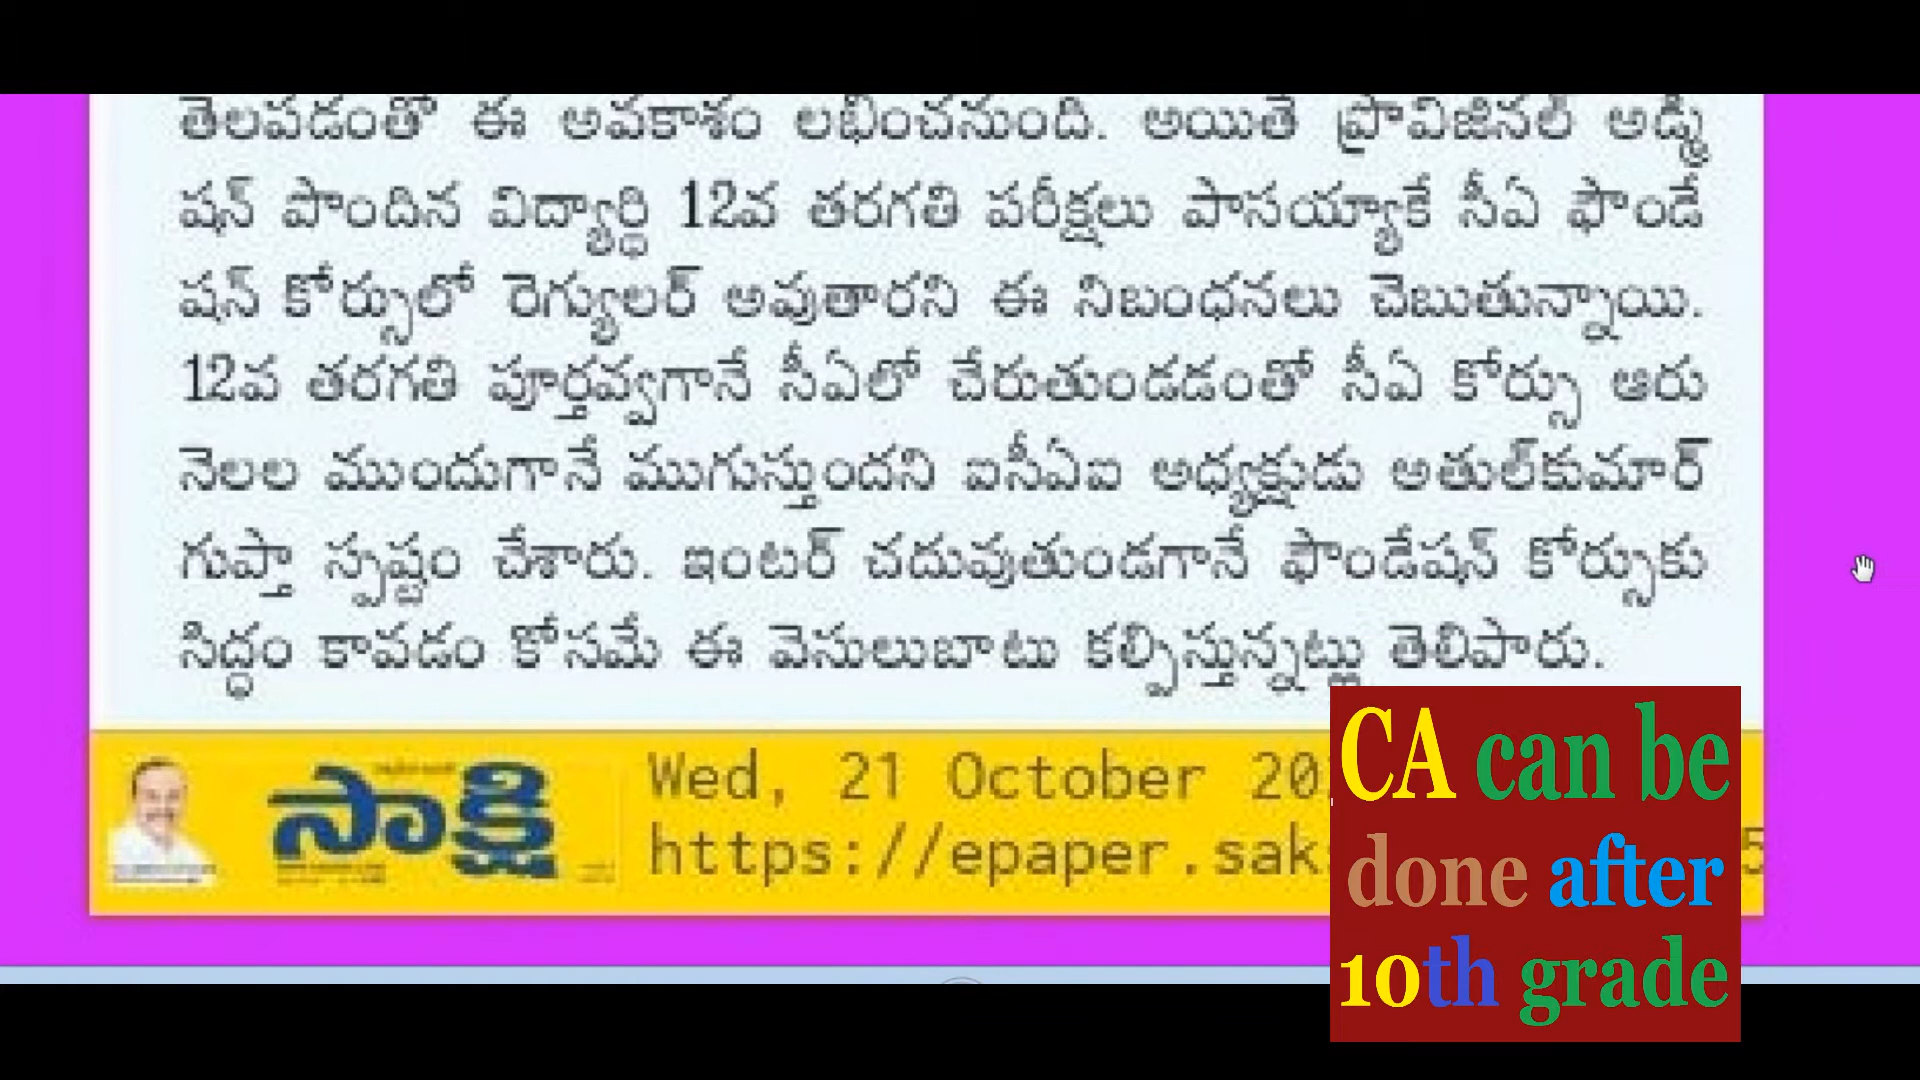 తెలపడంతో ఈ అవకాశం లభించనుంది. అయితే ప్రొవిజినల్ అడ్మి
షన్ పొందిన విద్యార్థి 12వ తరగతి పరీక్షలు పాసయ్యాకే సీఏ ఫౌండే
షన్ కోర్సులో రెగ్యులర్ అవుతారని ఈ నిబంధనలు చెబుతున్నాయి.
12వ తరగతి పూర్తవ్వగానే సీఏలో చేరుతుండడంతో సీఏ కోర్సు ఆరు
నెలల ముందుగానే ముగుస్తుందని ఐసీఏఐ అధ్యక్షుడు అతుల్‌కుమార్
గుప్తా స్పష్టం చేశారు. ఇంటర్ చదువుతుండగానే ఫౌండేషన్ కోర్సుకు
సిద్ధం కావడం కోసమే ఈ వెసులుబాటు కల్పిస్తున్నట్లు తెలిపారు.
సాక్షి
Wed, 21 October 20
https://epaper.sak
CA can be
done after
10th grade